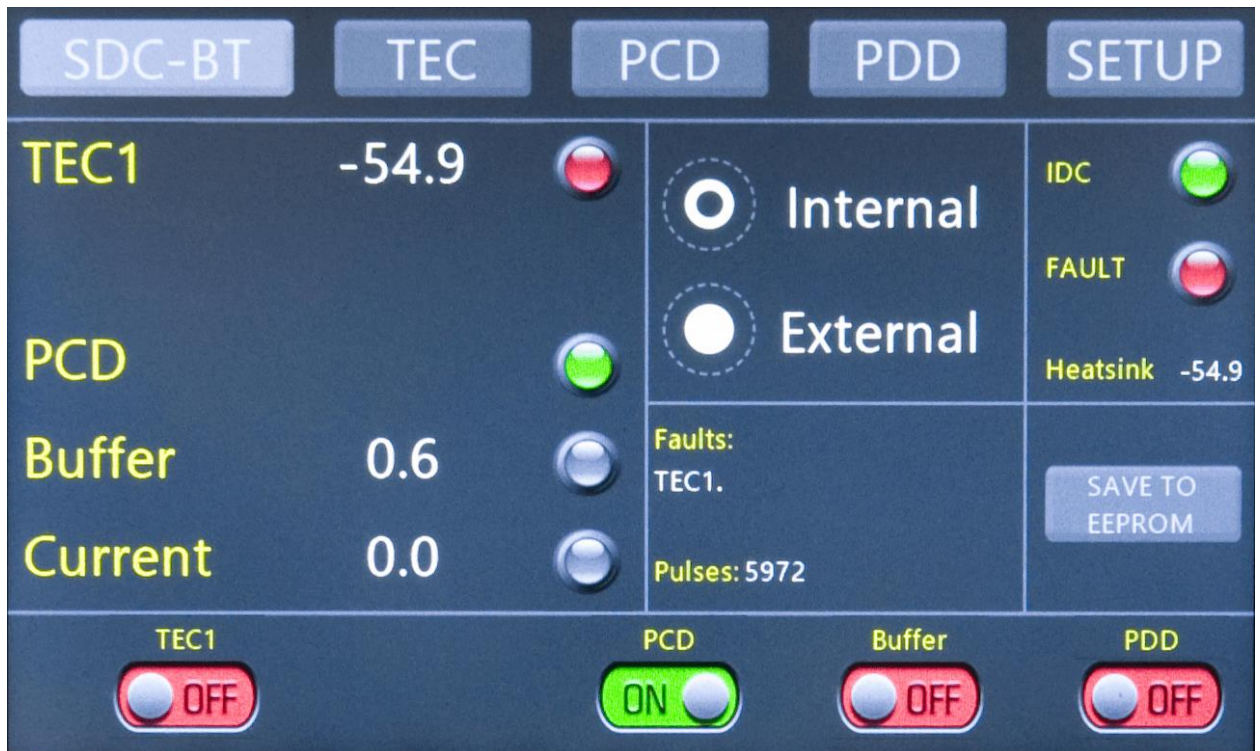 SDC-BT TEC PCD PDD SETUP
TEC1 -54.9
PCD
Buffer 0.6
Current 0.0
Internal
External
IDC
FAULT
Heatsink -54.9
Faults:
TEC1.
Pulses: 5972
SAVE TO
EEPROM
TEC1 PCD Buffer PDD
OFF ON OFF OFF